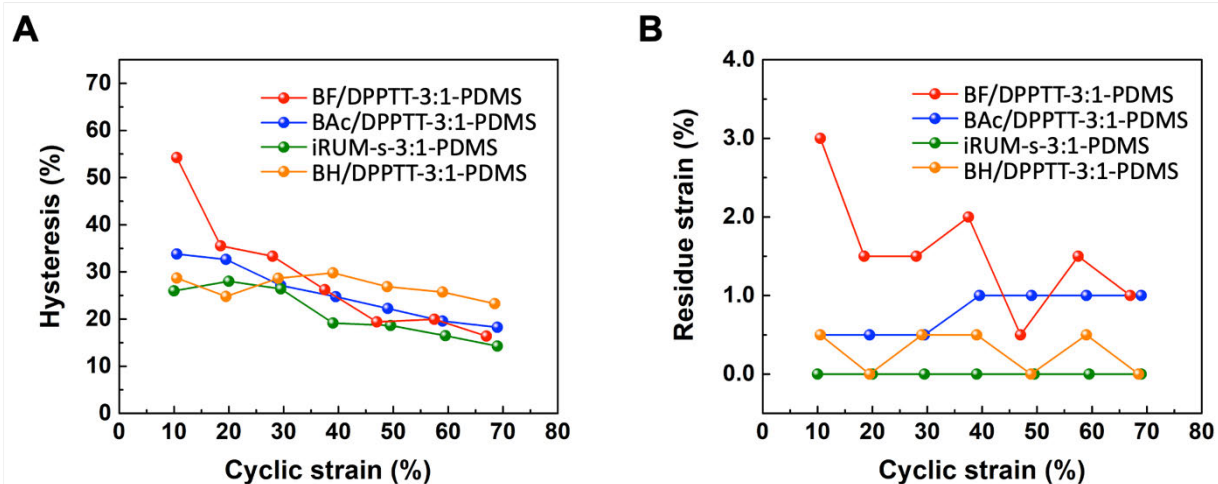 A
Hysteresis (%)
70
60
50
40
30
20
10
0
BF/DPPTT-3:1-PDMS
BAc/DPPTT-3:1-PDMS
iRUM-s-3:1-PDMS
BH/DPPTT-3:1-PDMS
0 10 20 30 40 50 60 70 80
Cyclic strain (%)
B
Residue strain (%)
4.0
3.0
2.0
1.0
0.0
BF/DPPTT-3:1-PDMS
BAc/DPPTT-3:1-PDMS
iRUM-s-3:1-PDMS
BH/DPPTT-3:1-PDMS
0 10 20 30 40 50 60 70 80
Cyclic strain (%)